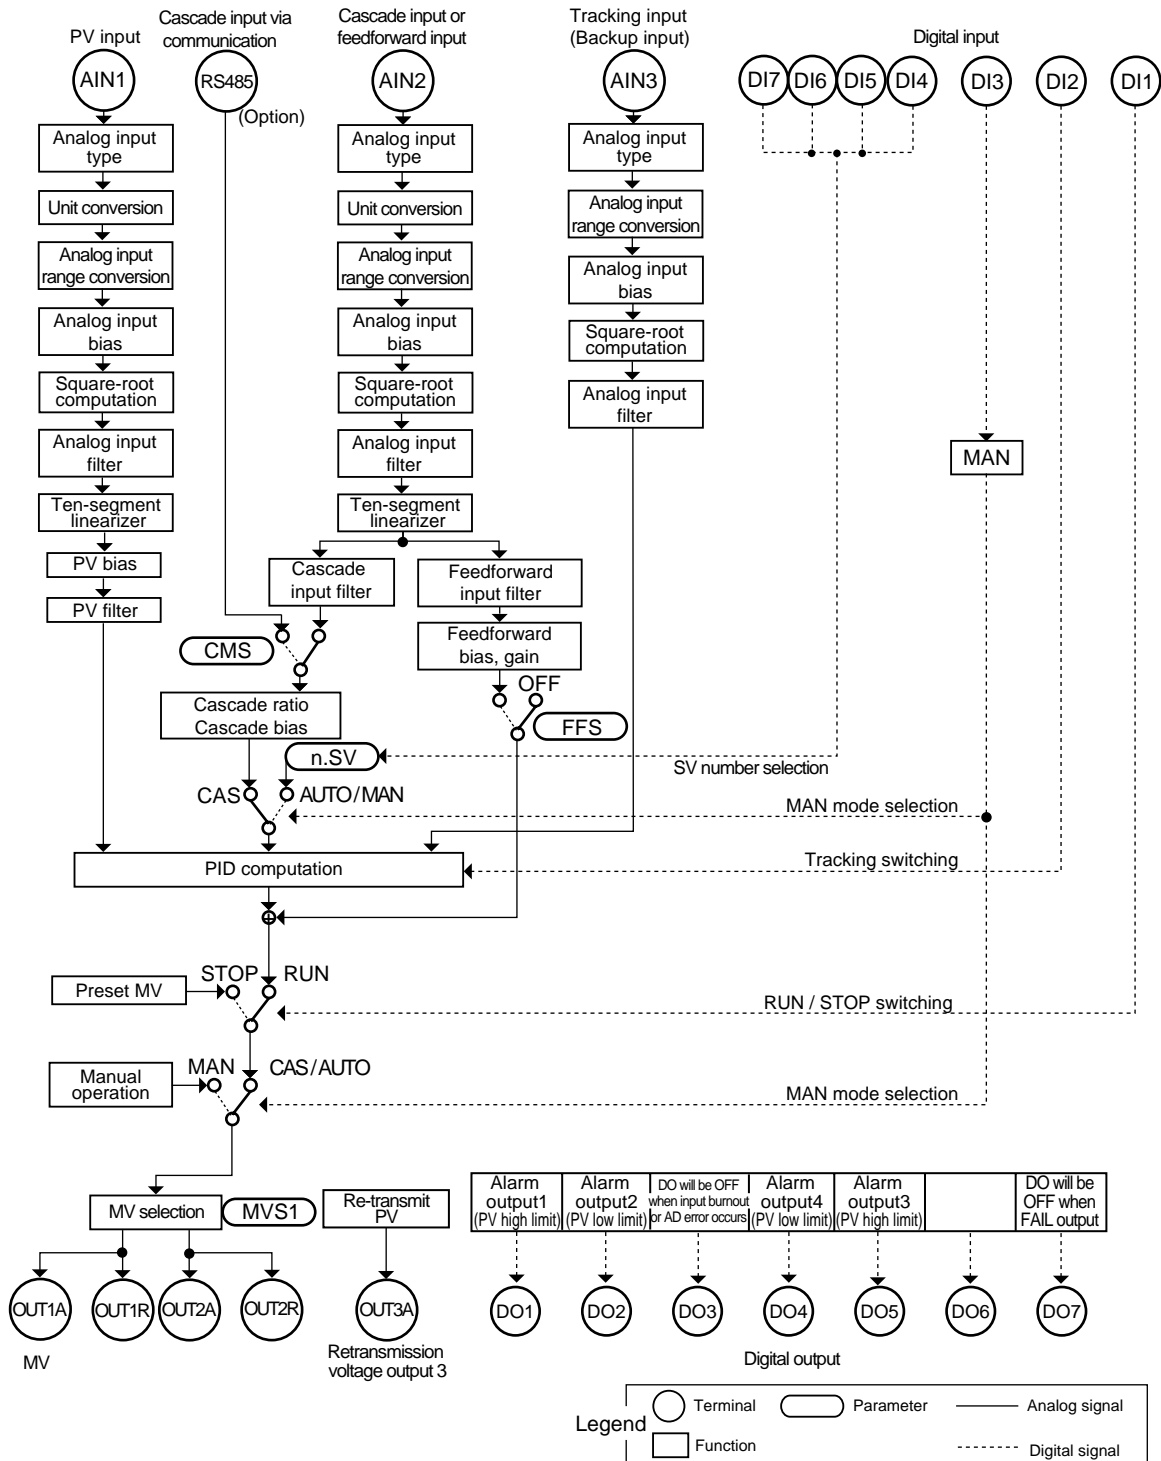 PV input
Cascade input via
communication
Cascade input or
feedforward input
Tracking input
(Backup input)
Digital input
AIN1
RS485
(Option)
AIN2
AIN3
DI7
DI6
DI5
DI4
DI3
DI2
DI1
Analog input
type
Unit conversion
Analog input
range conversion
Analog input
bias
Square-root
computation
Analog input
filter
Ten-segment
linearizer
PV bias
PV filter
Analog input
type
Unit conversion
Analog input
range conversion
Analog input
bias
Square-root
computation
Analog input
filter
Ten-segment
linearizer
Analog input
type
Analog input
range conversion
Analog input
bias
Square-root
computation
Analog input
filter
MAN
Cascade
input filter
Feedforward
input filter
CMS
Feedforward
bias, gain
OFF
FFS
Cascade ratio
Cascade bias
n.SV
SV number selection
CAS
AUTO/MAN
MAN mode selection
PID computation
Tracking switching
STOP
RUN
Preset MV
RUN / STOP switching
MAN
CAS/AUTO
Manual
operation
MAN mode selection
MV selection
MVS1
Re-transmit
PV
Alarm
output1
(PV high limit)
Alarm
output2
(PV low limit)
DO will be OFF
when input burnout
or AD error occurs
Alarm
output4
(PV low limit)
Alarm
output3
(PV high limit)
DO will be
OFF when
FAIL output
OUT1A
OUT1R
OUT2A
OUT2R
OUT3A
DO1
DO2
DO3
DO4
DO5
DO6
DO7
MV
Retransmission
voltage output 3
Digital output
Legend
Terminal
Parameter
Analog signal
Function
Digital signal